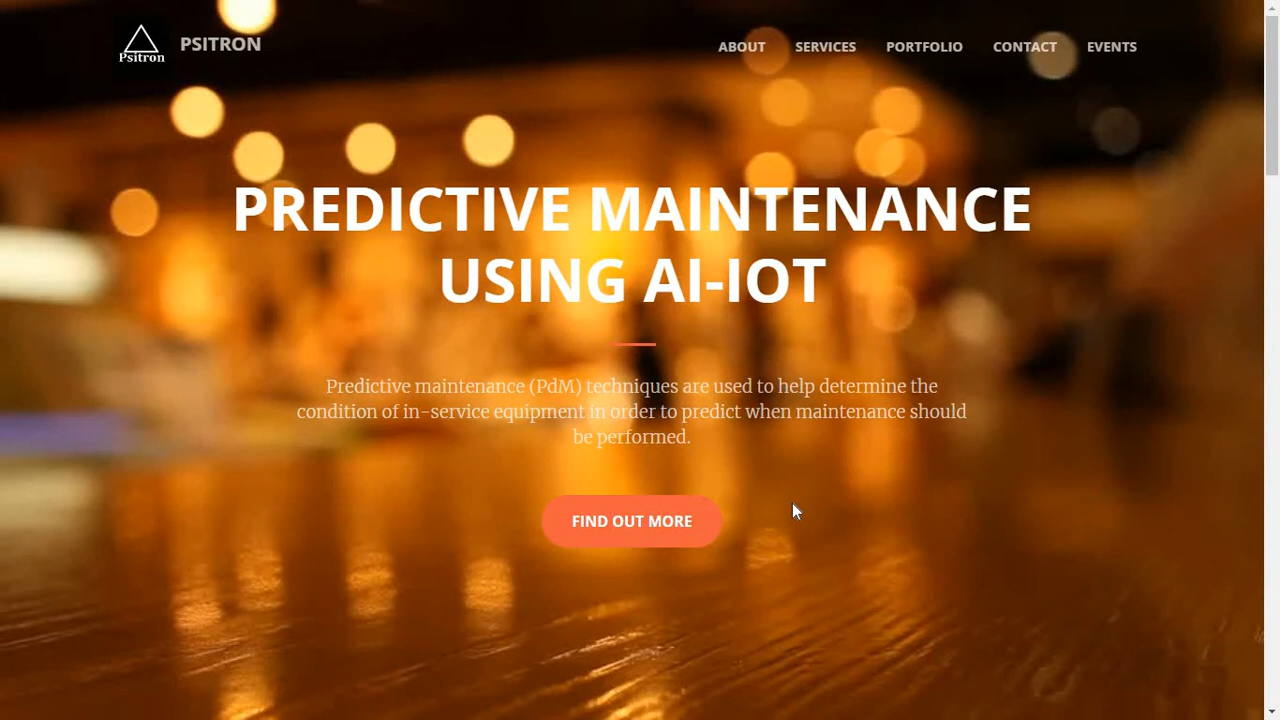 Psitron
PSITRON
ABOUT SERVICES PORTFOLIO CONTACT EVENTS
PREDICTIVE MAINTENANCE
USING AI-IOT
Predictive maintenance (PdM) techniques are used to help determine the
condition of in-service equipment in order to predict when maintenance should
be performed.
FIND OUT MORE